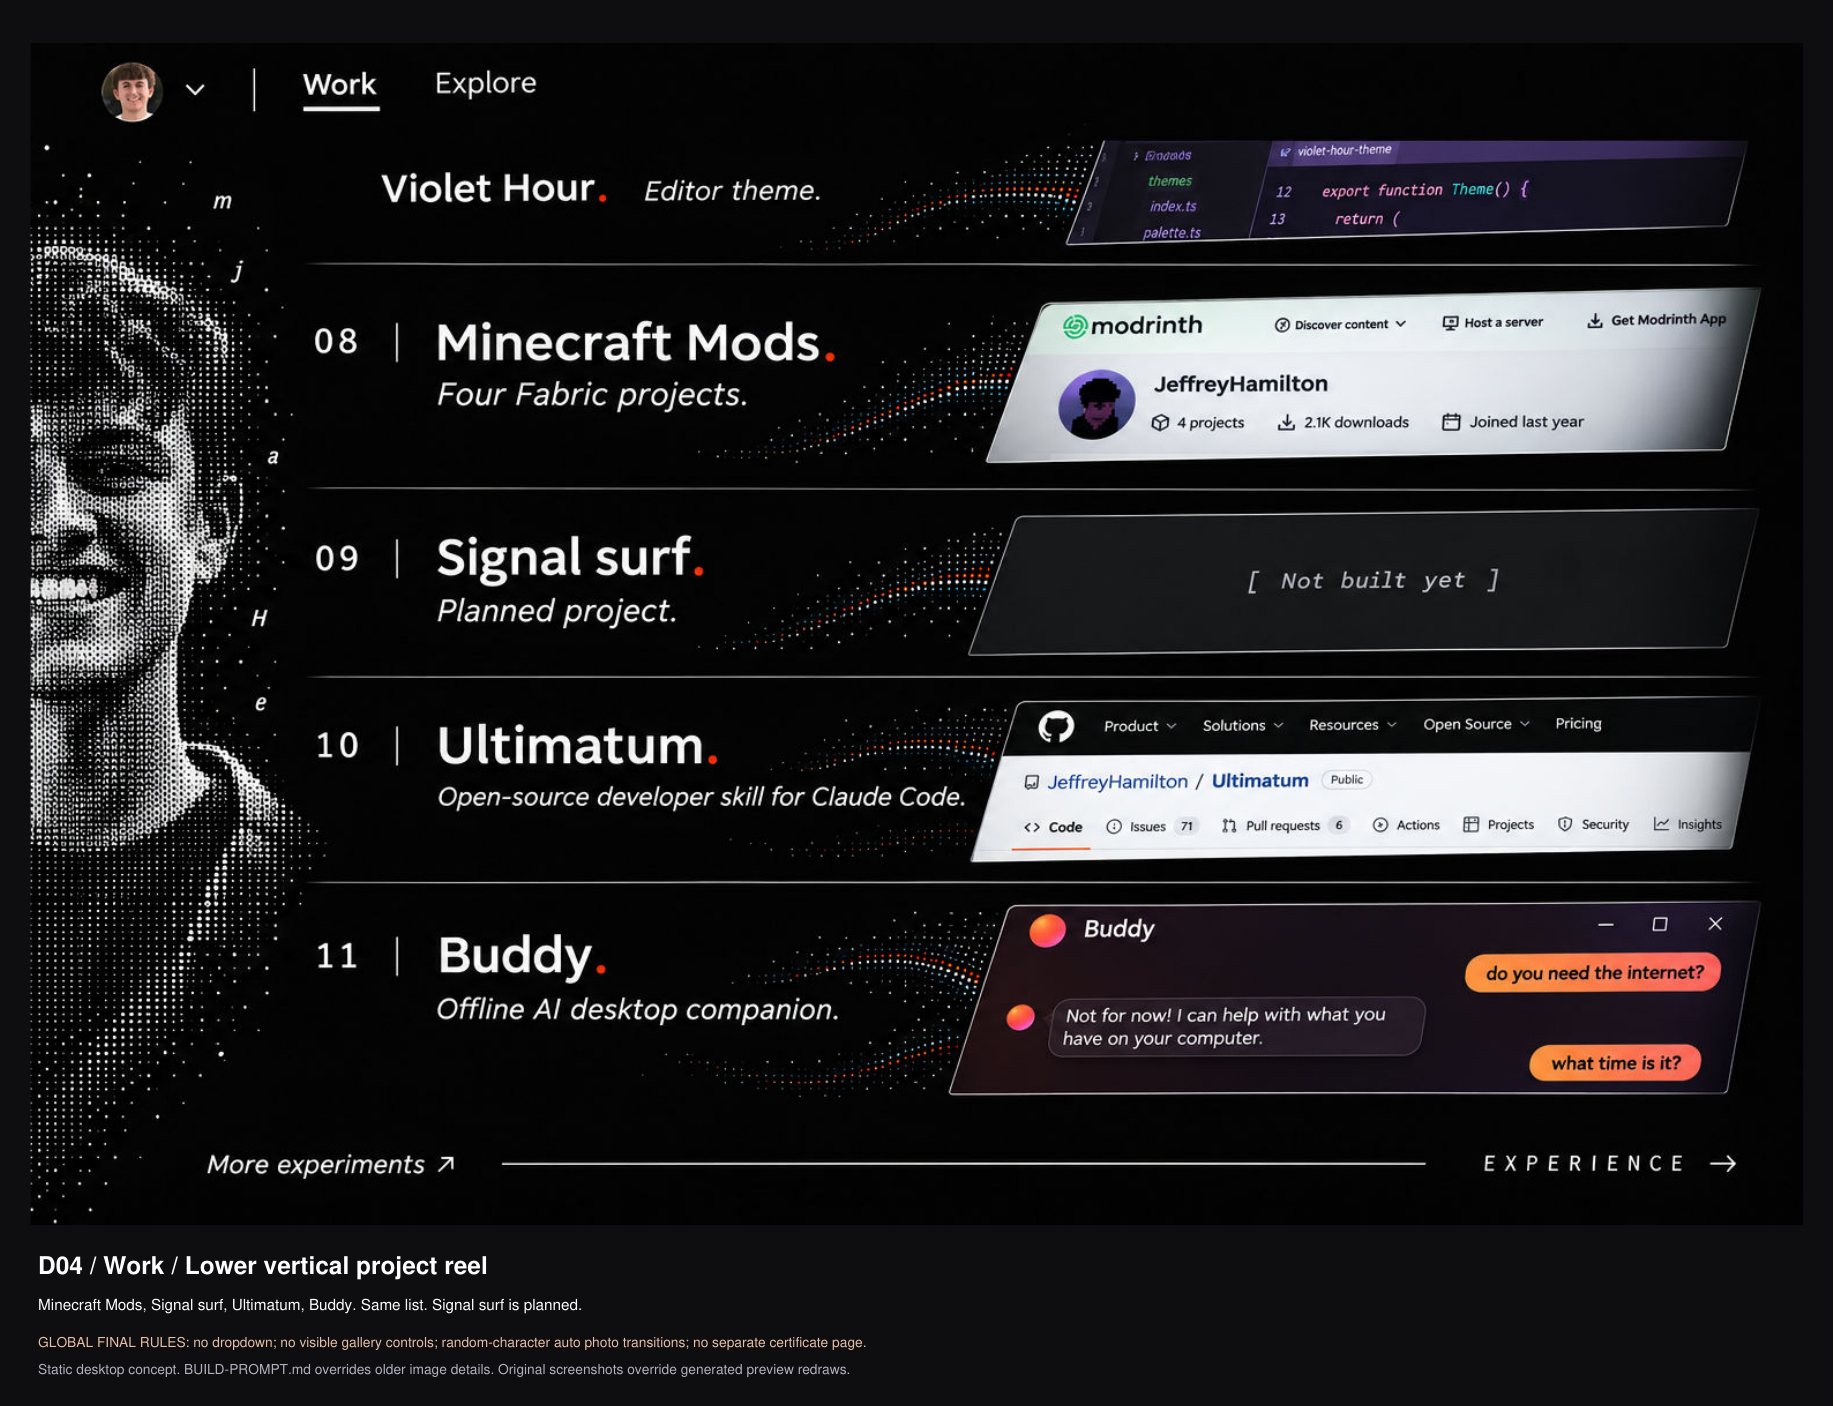 Work
Explore
m
j
a
H
e
Violet Hour. Editor theme.
themes
index.ts
palette.ts
violet-hour-theme
12 export function Theme() {
13 return (
08 | Minecraft Mods.
Four Fabric projects.
modrinth
Discover content
Host a server
Get Modrinth App
JeffreyHamilton
4 projects
2.1K downloads
Joined last year
09 | Signal surf.
Planned project.
[ Not built yet ]
10 | Ultimatum.
Open-source developer skill for Claude Code.
Product
Solutions
Resources
Open Source
Pricing
JeffreyHamilton / Ultimatum Public
Code
Issues 71
Pull requests 6
Actions
Projects
Security
Insights
11 | Buddy.
Offline AI desktop companion.
Buddy
do you need the internet?
Not for now! I can help with what you
have on your computer.
what time is it?
More experiments ↗
EXPERIENCE →
D04 / Work / Lower vertical project reel
Minecraft Mods, Signal surf, Ultimatum, Buddy. Same list. Signal surf is planned.
GLOBAL FINAL RULES: no dropdown; no visible gallery controls; random-character auto photo transitions; no separate certificate page.
Static desktop concept. BUILD-PROMPT.md overrides older image details. Original screenshots override generated preview redraws.